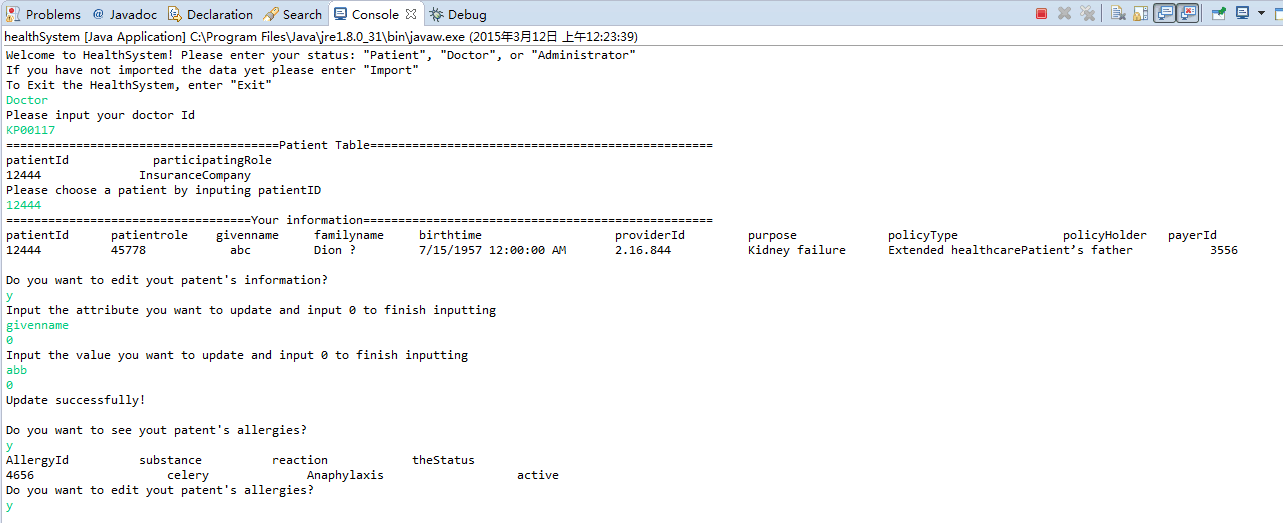 Problems @ Javadoc Declaration Search Console Debug
healthSystem [Java Application] C:\Program Files\Java\jre1.8.0_31\bin\javaw.exe (2015年3月12日 上午12:23:39)
Welcome to HealthSystem! Please enter your status: "Patient", "Doctor", or "Administrator"
If you have not imported the data yet please enter "Import"
To Exit the HealthSystem, enter "Exit"
Doctor
Please input your doctor Id
KP00117
=======================================Patient Table=================================================
patientId participatingRole
12444 InsuranceCompany
Please choose a patient by inputing patientID
12444
===================================Your information==================================================
patientId patientrole givenname familyname birthtime providerId purpose policyType policyHolder payerId
12444 45778 abc Dion ? 7/15/1957 12:00:00 AM 2.16.844 Kidney failure Extended healthcarePatient’s father 3556
Do you want to edit yout patent's information?
y
Input the attribute you want to update and input 0 to finish inputting
givenname
0
Input the value you want to update and input 0 to finish inputting
abb
0
Update successfully!
Do you want to see yout patent's allergies?
y
AllergyId substance reaction theStatus
4656 celery Anaphylaxis active
Do you want to edit yout patent's allergies?
y